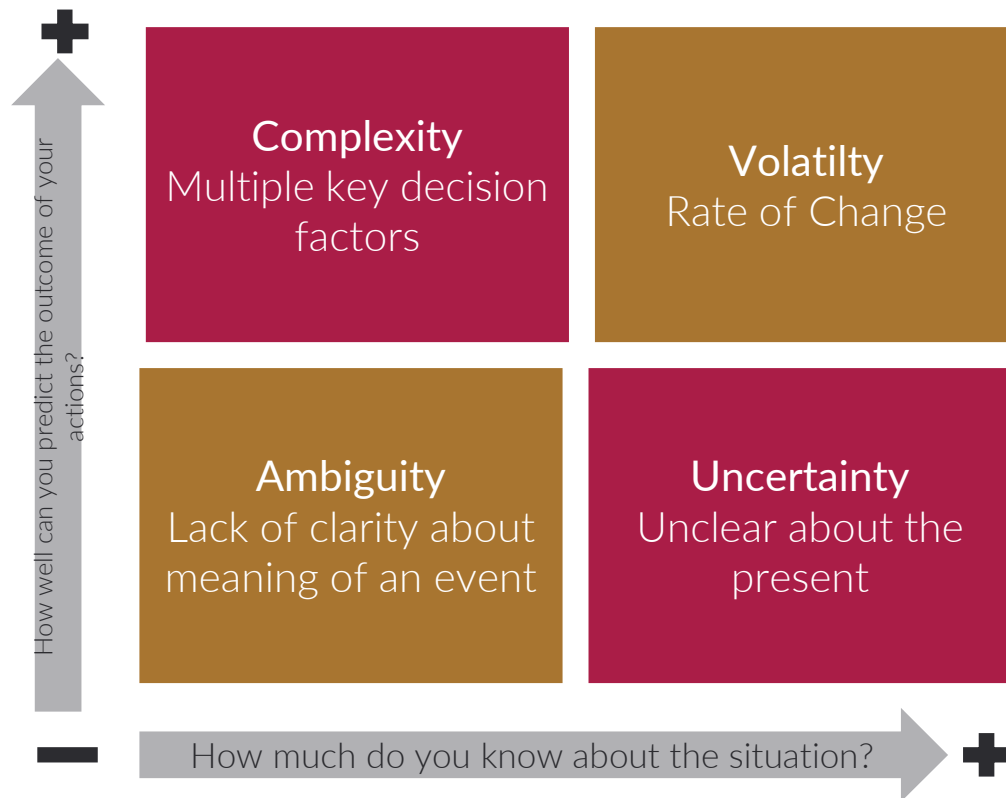 Complexity
Multiple key decision
factors
Volatilty
Rate of Change
How well can you predict the outcome of your
actions?
Ambiguity
Lack of clarity about
meaning of an event
Uncertainty
Unclear about the
present
How much do you know about the situation?